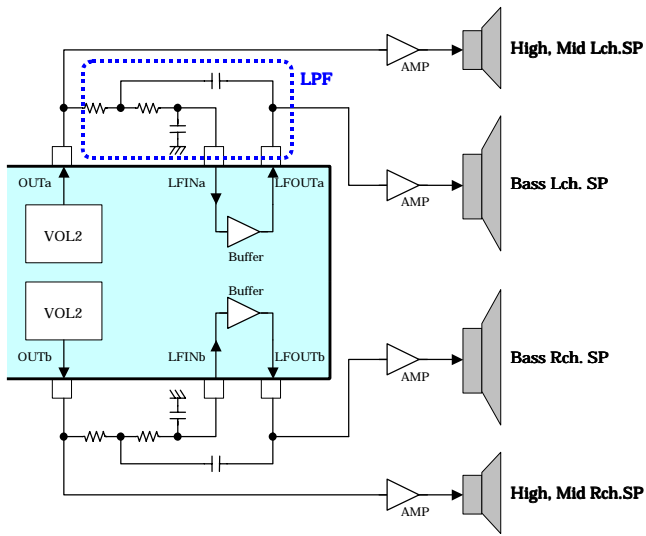 High, Mid Lch.SP
AMP
LPF
OUTa
LFINa
LFOUTa
AMP
Bass Lch. SP
VOL2
Buffer
VOL2
Buffer
OUTb
LFINb
LFOUTb
AMP
Bass Rch. SP
AMP
High, Mid Rch.SP